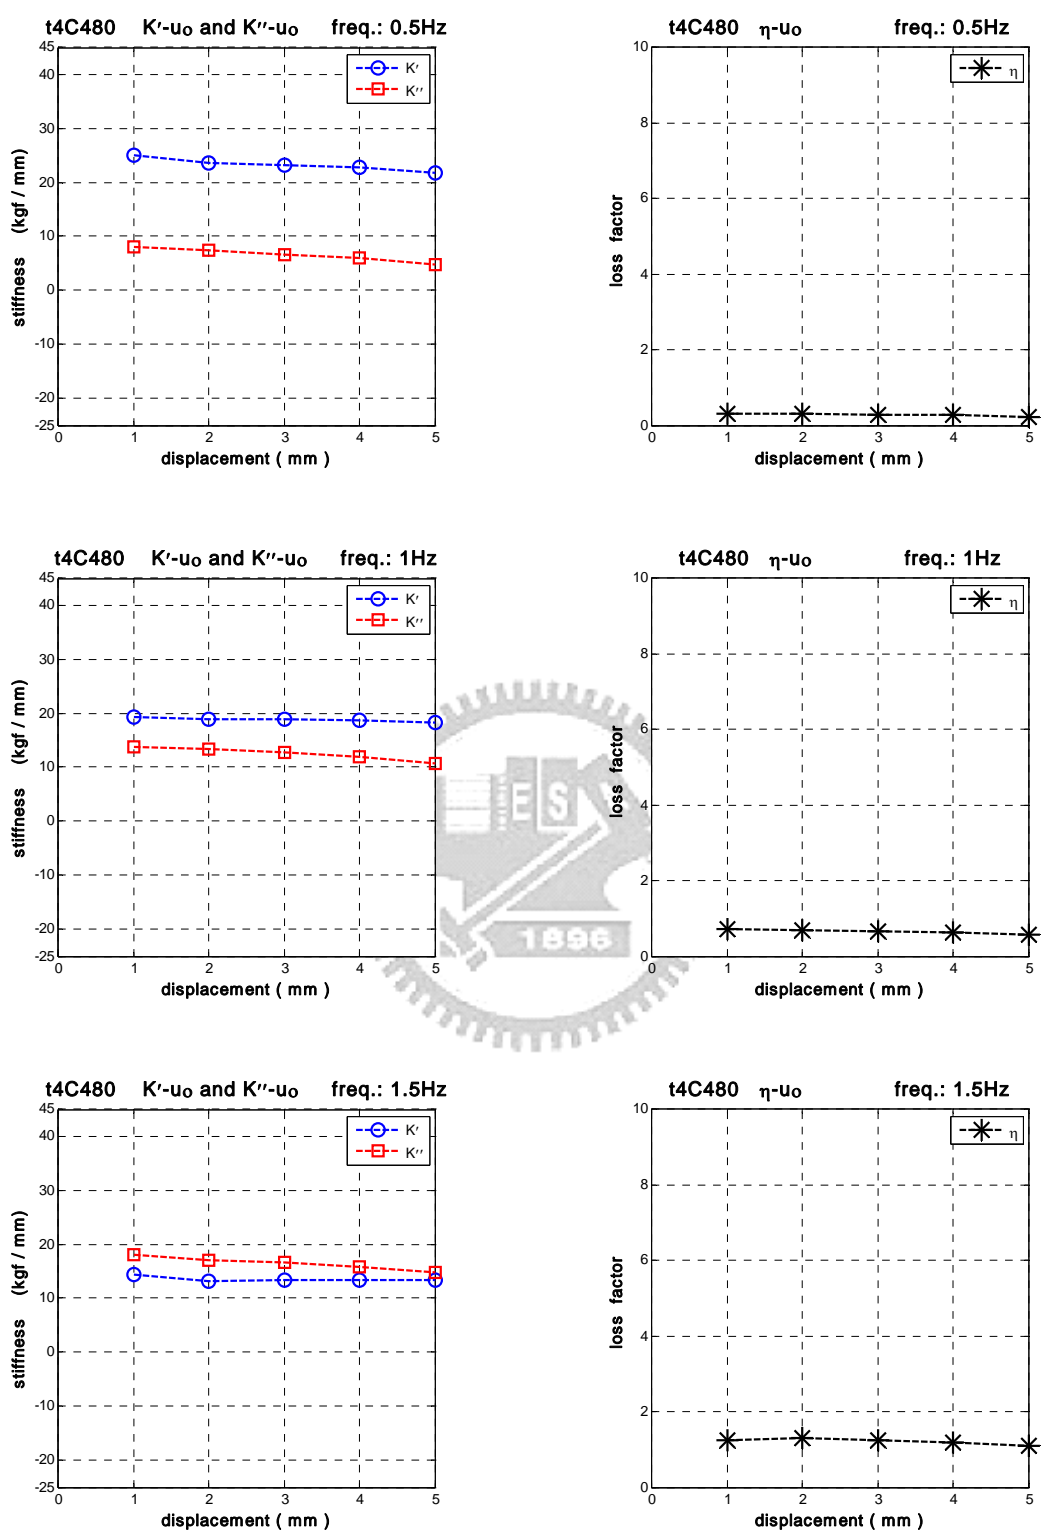 t4C480 K′-uo and K′′-uo freq.: 0.5Hz
45
40
30
20
10
0
-10
-20
-25
0 1 2 3 4 5
stiffness (kgf / mm)
displacement ( mm )
K′
K′′
t4C480 η-uo freq.: 0.5Hz
10
8
6
4
2
0
0 1 2 3 4 5
loss factor
displacement ( mm )
η
t4C480 K′-uo and K′′-uo freq.: 1Hz
45
40
30
20
10
0
-10
-20
-25
0 1 2 3 4 5
stiffness (kgf / mm)
displacement ( mm )
K′
K′′
t4C480 η-uo freq.: 1Hz
10
8
6
4
2
0
0 1 2 3 4 5
loss factor
displacement ( mm )
η
ES
1896
t4C480 K′-uo and K′′-uo freq.: 1.5Hz
45
40
30
20
10
0
-10
-20
-25
0 1 2 3 4 5
stiffness (kgf / mm)
displacement ( mm )
K′
K′′
t4C480 η-uo freq.: 1.5Hz
10
8
6
4
2
0
0 1 2 3 4 5
loss factor
displacement ( mm )
η